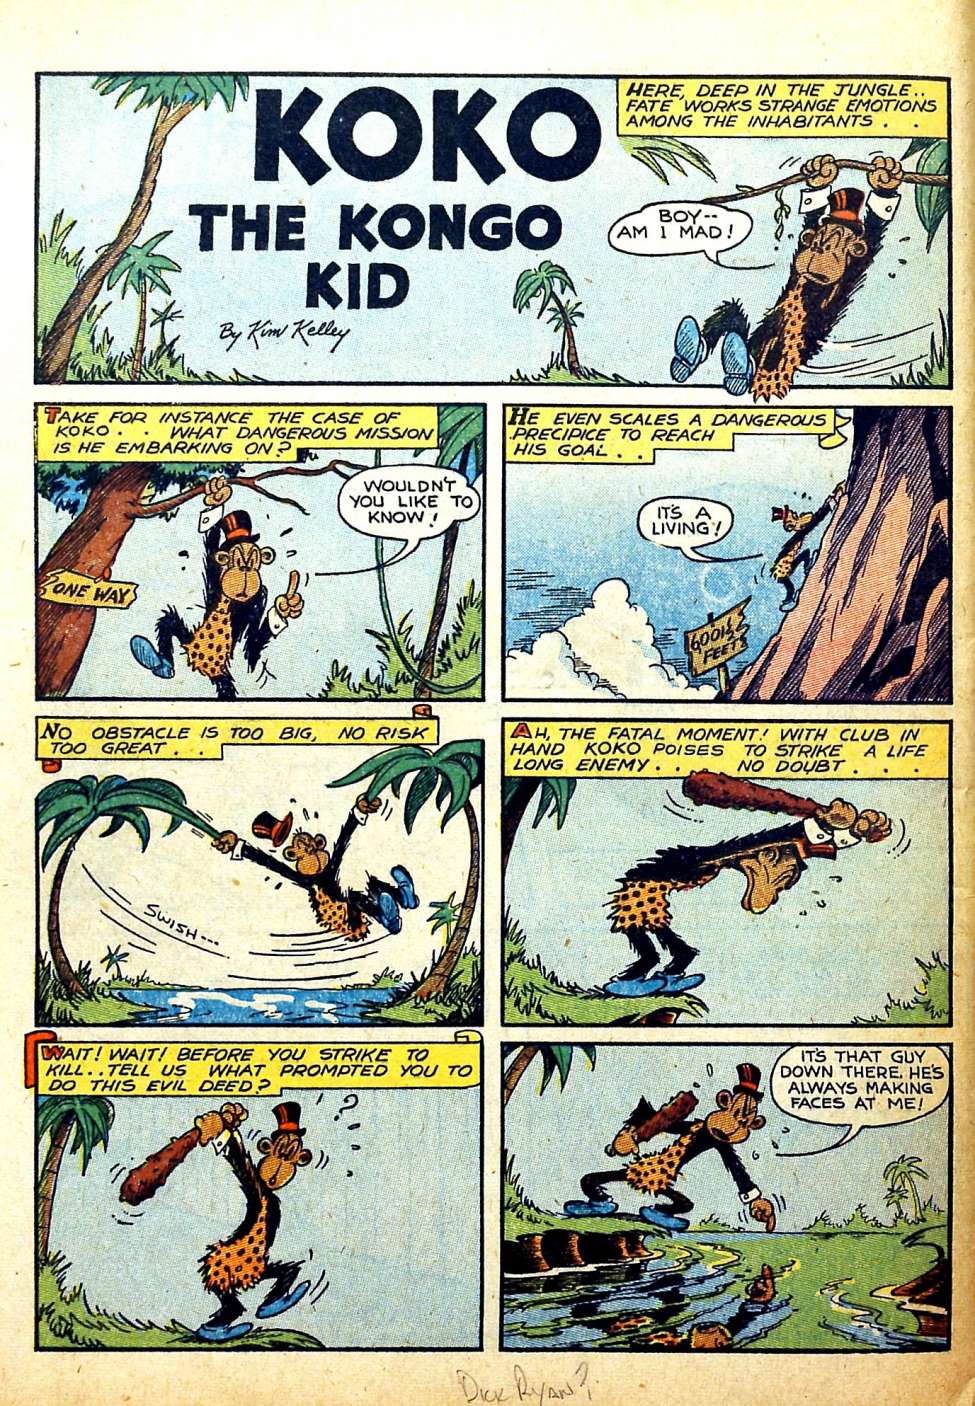 KOKO
THE KONGO
KID
By Kim Kelley
HERE, DEEP IN THE JUNGLE..
FATE WORKS STRANGE EMOTIONS
AMONG THE INHABITANTS . . .
BOY--
AM I MAD!
TAKE FOR INSTANCE THE CASE OF
KOKO. . WHAT DANGEROUS MISSION
IS HE EMBARKING ON?
WOULDN'T
YOU LIKE TO
KNOW!
ONE WAY
HE EVEN SCALES A DANGEROUS
PRECIPICE TO REACH
HIS GOAL . .
IT'S A
LIVING!
6001½
FEET
NO OBSTACLE IS TOO BIG, NO RISK
TOO GREAT . . .
SWISH---
AH, THE FATAL MOMENT! WITH CLUB IN
HAND KOKO POISES TO STRIKE A LIFE
LONG ENEMY. . . NO DOUBT . . .
WAIT! WAIT! BEFORE YOU STRIKE TO
KILL..TELL US WHAT PROMPTED YOU TO
DO THIS EVIL DEED?
?
IT'S THAT GUY
DOWN THERE. HE'S
ALWAYS MAKING
FACES AT ME!
DICK RYAN?